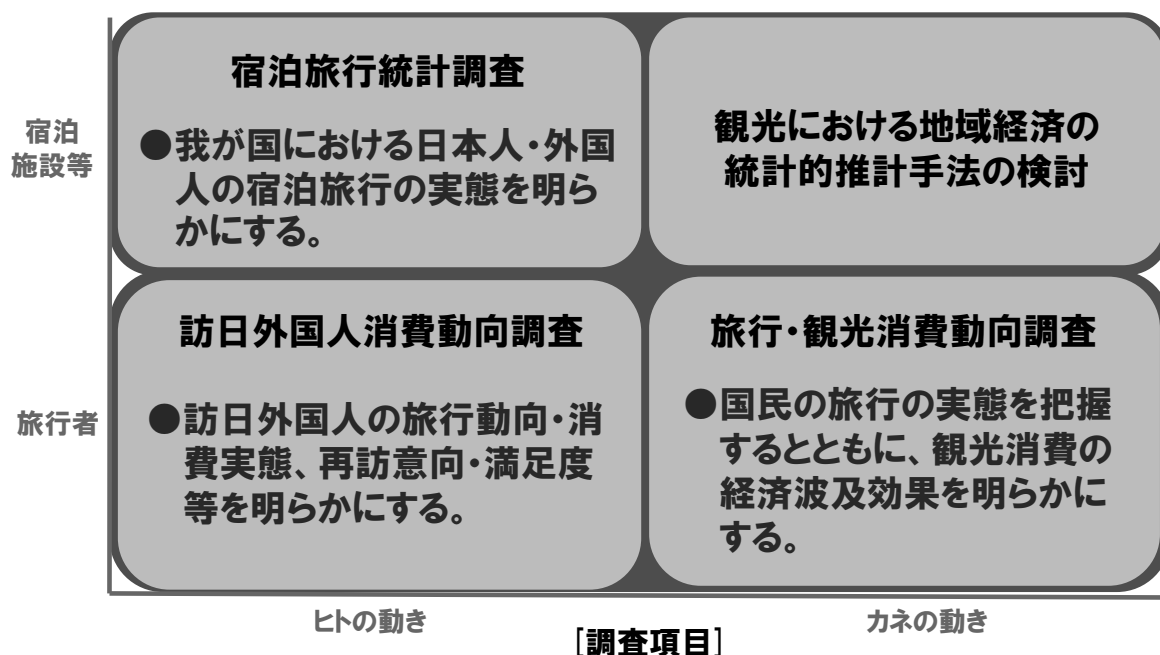 宿泊
施設等
宿泊旅行統計調査
●我が国における日本人・外国
人の宿泊旅行の実態を明ら
かにする。
観光における地域経済の
統計的推計手法の検討
旅行者
訪日外国人消費動向調査
●訪日外国人の旅行動向・消
費実態、再訪意向・満足度
等を明らかにする。
旅行・観光消費動向調査
●国民の旅行の実態を把握
するとともに、観光消費の
経済波及効果を明らかに
する。
ヒトの動き
カネの動き
[調査項目]